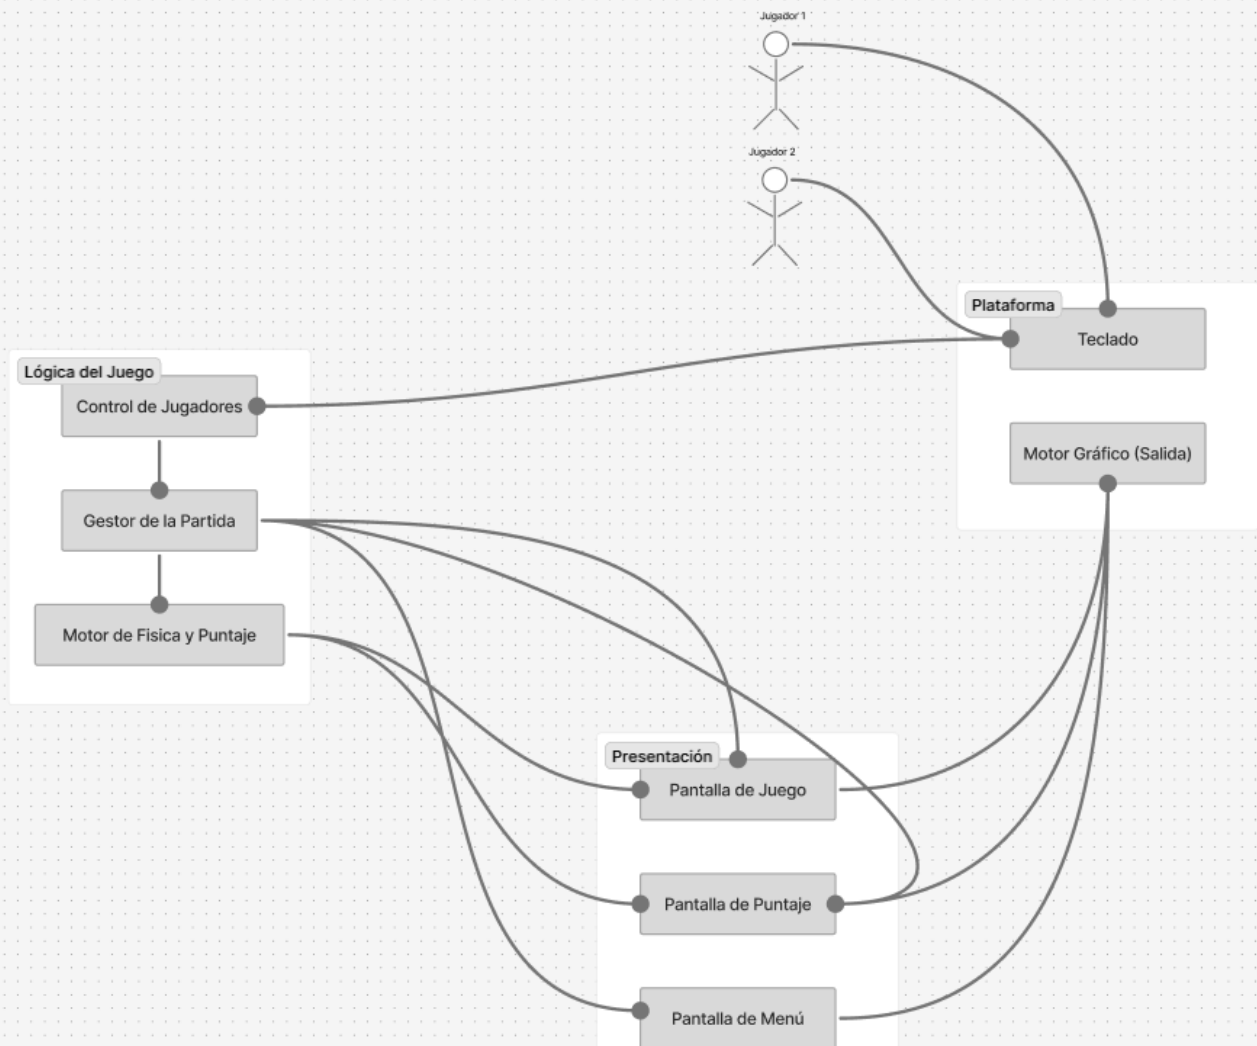 Jugador 1
Jugador 2
Plataforma
Teclado
Motor Gráfico (Salida)
Lógica del Juego
Control de Jugadores
Gestor de la Partida
Motor de Fisica y Puntaje
Presentación
Pantalla de Juego
Pantalla de Puntaje
Pantalla de Menú